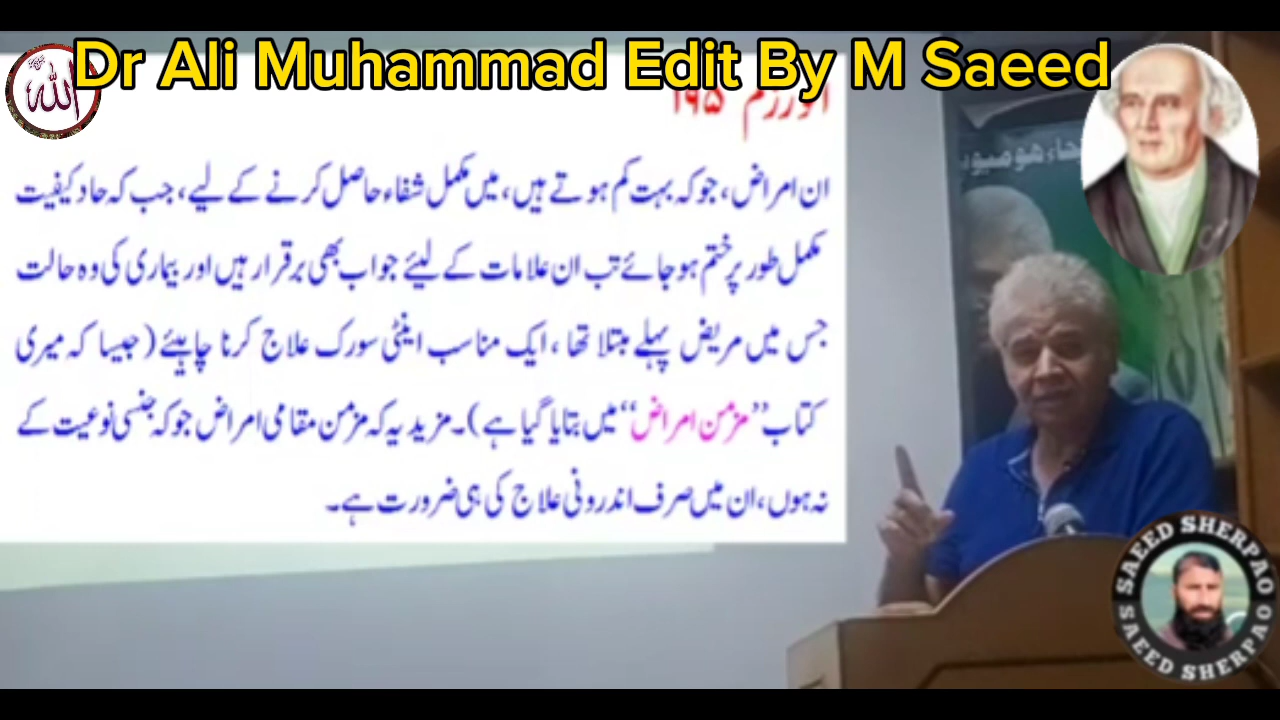 Dr Ali Muhammad Edit By M Saeed
الله
۱۹۵
ان امراض، جو کہ بہت کم ہوتے ہیں، میں مکمل شفاء حاصل کرنے کے لیے، جب کہ حاد کیفیت
مکمل طور پر ختم ہو جائے تب ان علامات کے لیئے جو اب بھی برقرار ہیں اور بیماری کی وہ حالت
جس میں مریض پہلے مبتلا تھا، ایک مناسب اینٹی سورک علاج کرنا چاہیئے (جیسا کہ میری
کتاب ”مزمن امراض“ میں بتایا گیا ہے)۔ مزید یہ کہ مزمن مقامی امراض جو کہ جنسی نوعیت کے
نہ ہوں، ان میں صرف اندرونی علاج کی ہی ضرورت ہے۔
SAEED SHERPAO
SAEED SHERPAO